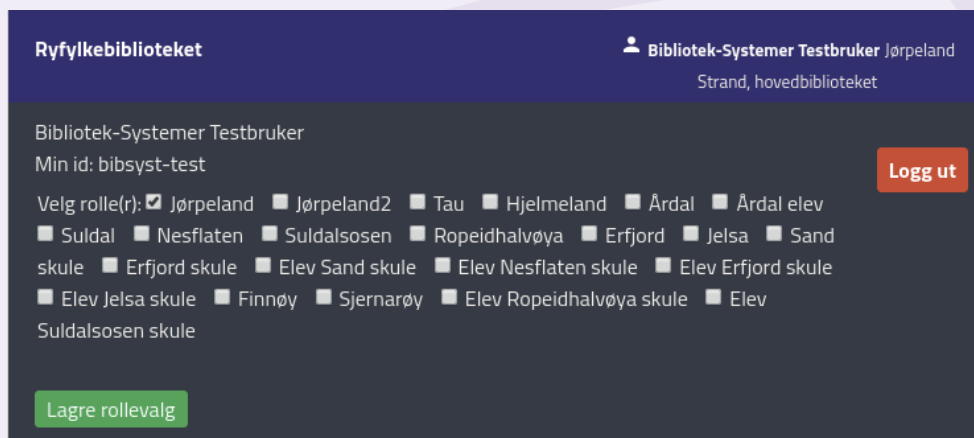 Ryfylkebiblioteket
Bibliotek-Systemer Testbruker Jørpeland
Strand, hovedbiblioteket
Bibliotek-Systemer Testbruker
Min id: bibsyst-test
Logg ut
Velg rolle(r): Jørpeland Jørpeland2 Tau Hjelmeland Årdal Årdal elev
Suldal Nesflaten Suldalsosen Ropeidhalvøya Erfjord Jelsa Sand
skule Erfjord skule Elev Sand skule Elev Nesflaten skule Elev Erfjord skule
Elev Jelsa skule Finnøy Sjernarøy Elev Ropeidhalvøya skule Elev
Suldalsosen skule
Lagre rollevalg